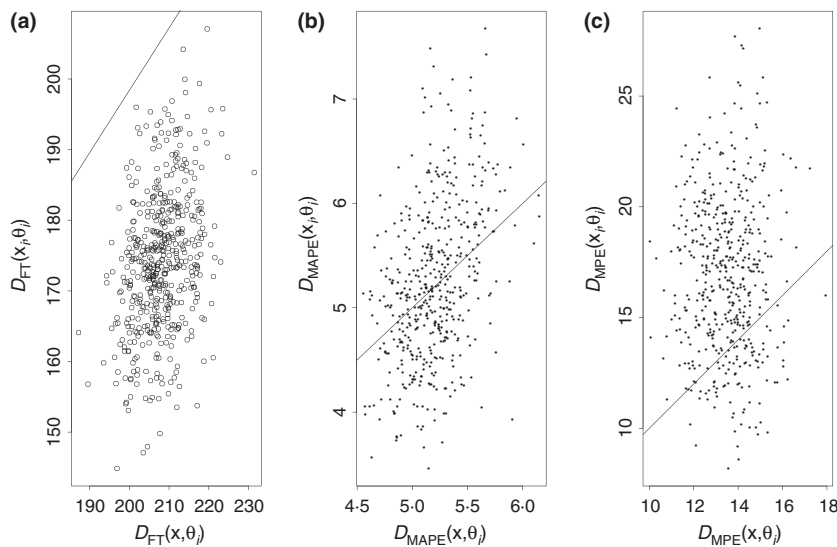 (a)
200
190
180
170
160
150
D_FT(x_i,θ_i)
190 200 210 220 230
D_FT(x,θ_i)
(b)
7
6
5
4
D_MAPE(x_i,θ_i)
4·5 5·0 5·5 6·0
D_MAPE(x,θ_i)
(c)
25
20
15
10
D_MPE(x_i,θ_i)
10 12 14 16 18
D_MPE(x,θ_i)